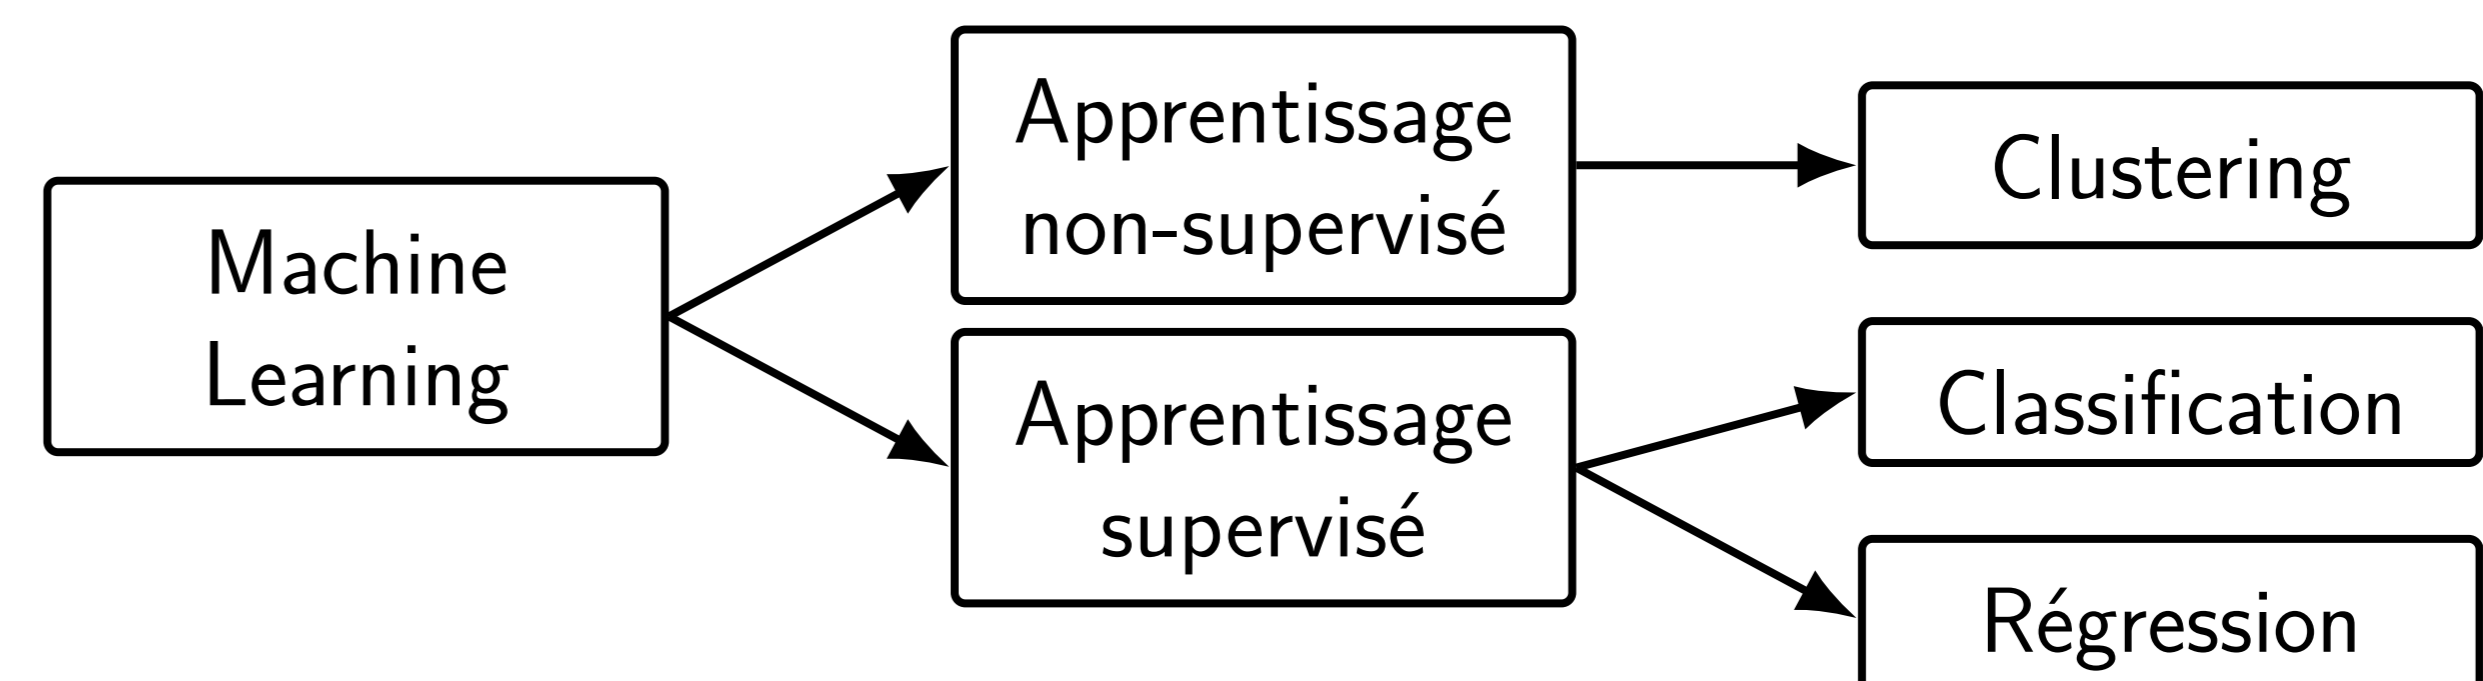 Machine
Learning
Apprentissage
non-supervisé
Apprentissage
supervisé
Clustering
Classification
Régression